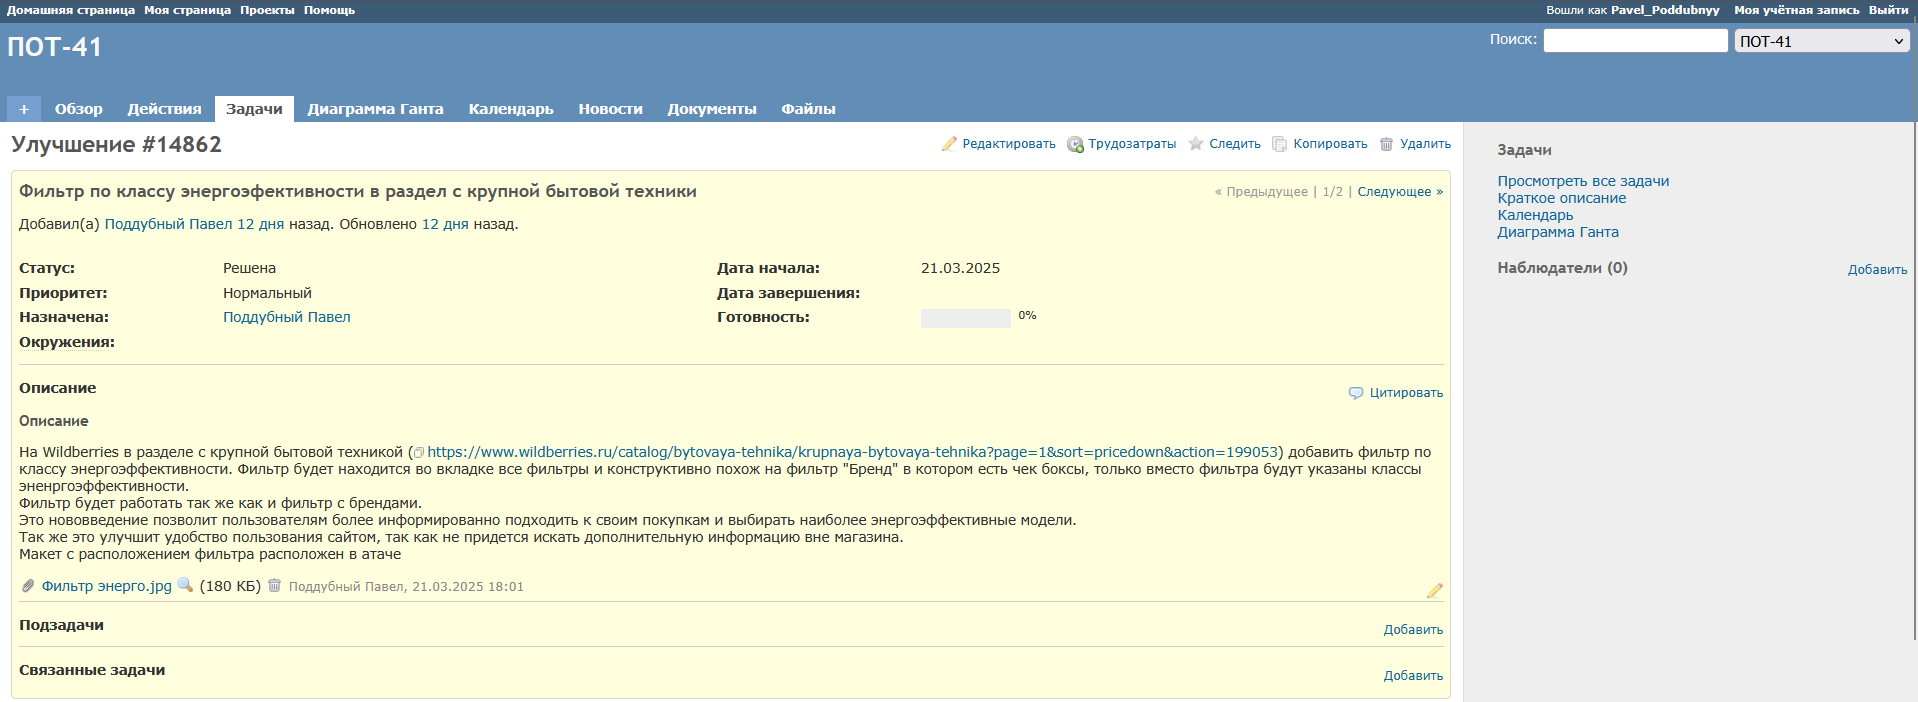 Домашняя страница Моя страница Проекты Помощь
Вошли как Pavel_Poddubnyy Моя учётная запись Выйти
ПОТ-41
Поиск: ПОТ-41
+ Обзор Действия Задачи Диаграмма Ганта Календарь Новости Документы Файлы
Улучшение #14862
Редактировать Трудозатраты Следить Копировать Удалить
Фильтр по классу энергоэфективности в раздел с крупной бытовой техники
« Предыдущее | 1/2 | Следующее »
Добавил(а) Поддубный Павел 12 дня назад. Обновлено 12 дня назад.
Статус: Решена
Дата начала: 21.03.2025
Приоритет: Нормальный
Дата завершения:
Назначена: Поддубный Павел
Готовность: 0%
Окружения:
Описание
Цитировать
Описание
На Wildberries в разделе с крупной бытовой техникой (https://www.wildberries.ru/catalog/bytovaya-tehnika/krupnaya-bytovaya-tehnika?page=1&sort=pricedown&action=199053) добавить фильтр по
классу энергоэффективности. Фильтр будет находится во вкладке все фильтры и конструктивно похож на фильтр "Бренд" в котором есть чек боксы, только вместо фильтра будут указаны классы
эненргоэффективности.
Фильтр будет работать так же как и фильтр с брендами.
Это нововведение позволит пользователям более информированно подходить к своим покупкам и выбирать наиболее энергоэффективные модели.
Так же это улучшит удобство пользования сайтом, так как не придется искать дополнительную информацию вне магазина.
Макет с расположением фильтра расположен в атаче
Фильтр энерго.jpg (180 КБ) Поддубный Павел, 21.03.2025 18:01
Подзадачи
Добавить
Связанные задачи
Добавить
Задачи
Просмотреть все задачи
Краткое описание
Календарь
Диаграмма Ганта
Наблюдатели (0)
Добавить